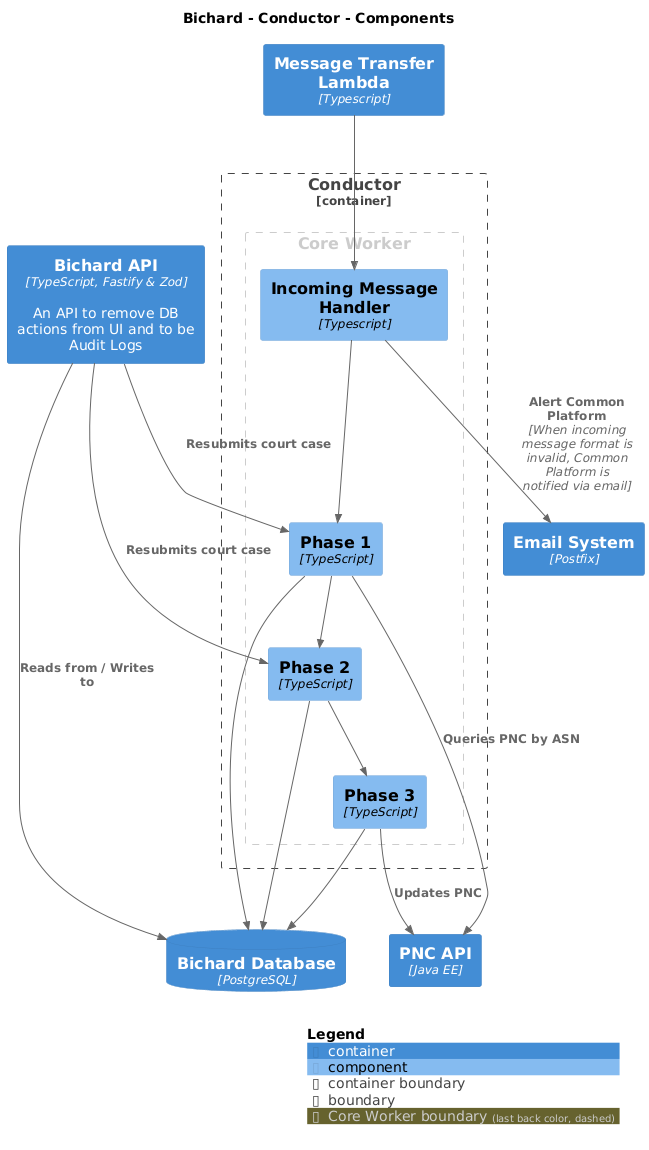 Bichard - Conductor - Components
Message Transfer
Lambda
[Typescript]
Conductor
[container]
Core Worker
Bichard API
[TypeScript, Fastify & Zod]
An API to remove DB
actions from UI and to be
Audit Logs
Incoming Message
Handler
[Typescript]
Alert Common
Platform
[When incoming
message format is
invalid, Common
Platform is
notified via email]
Resubmits court case
Phase 1
[TypeScript]
Email System
[Postfix]
Resubmits court case
Phase 2
[TypeScript]
Reads from / Writes
to
Queries PNC by ASN
Phase 3
[TypeScript]
Updates PNC
Bichard Database
[PostgreSQL]
PNC API
[Java EE]
Legend
container
component
container boundary
boundary
Core Worker boundary (last back color, dashed)